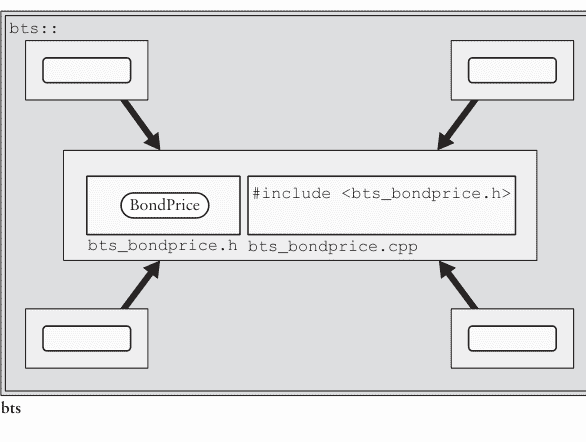 bts::
BondPrice
#include <bts_bondprice.h>
bts_bondprice.h
bts_bondprice.cpp
bts